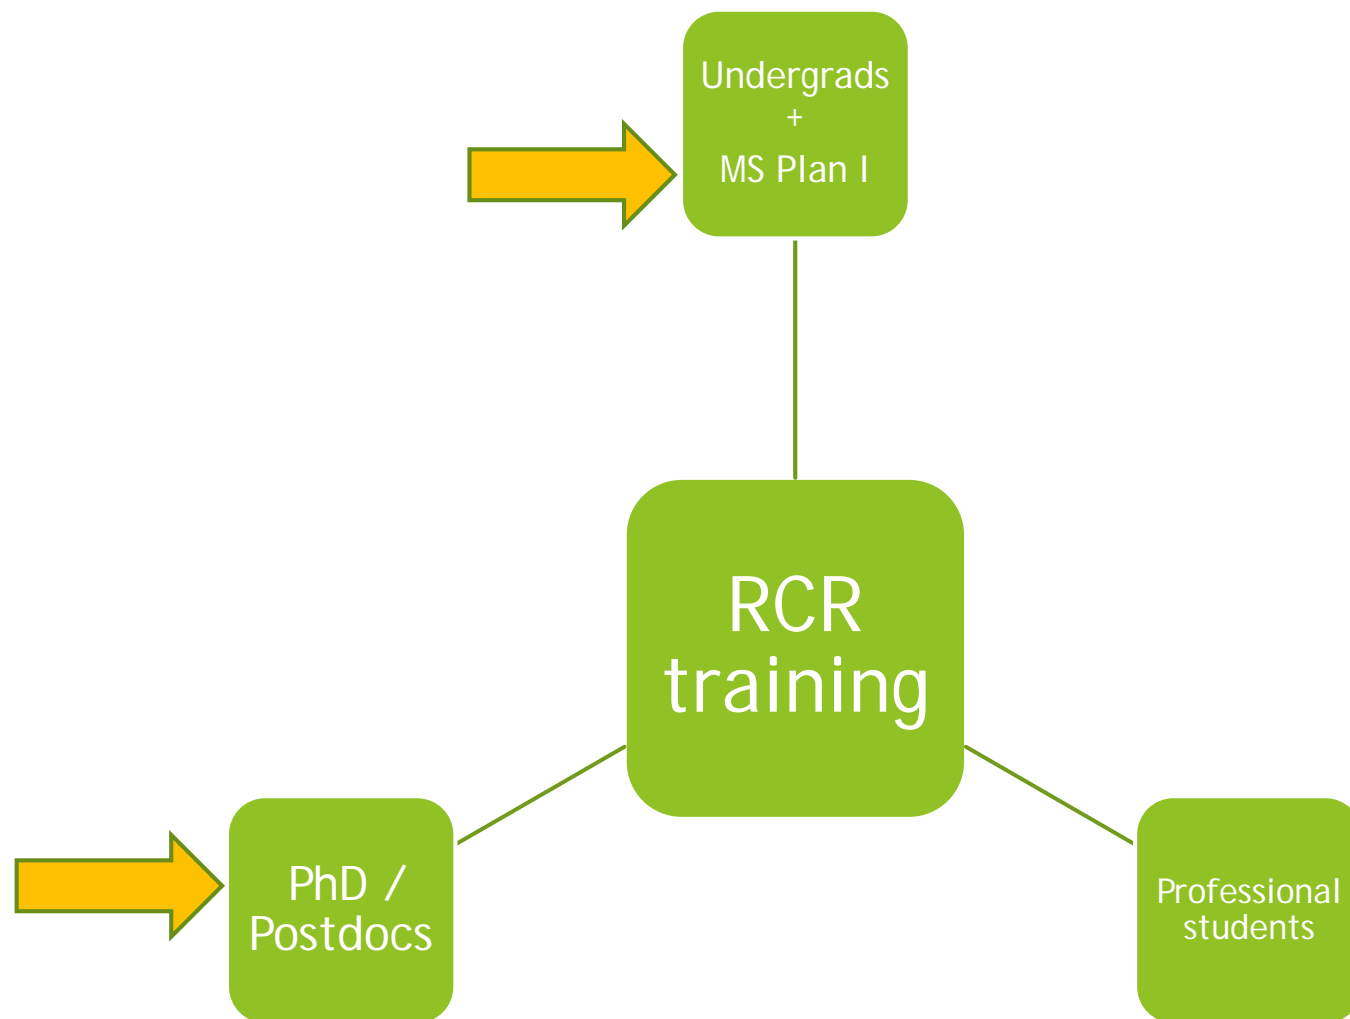 Undergrads
+
MS Plan I
RCR
training
PhD /
Postdocs
Professional
students